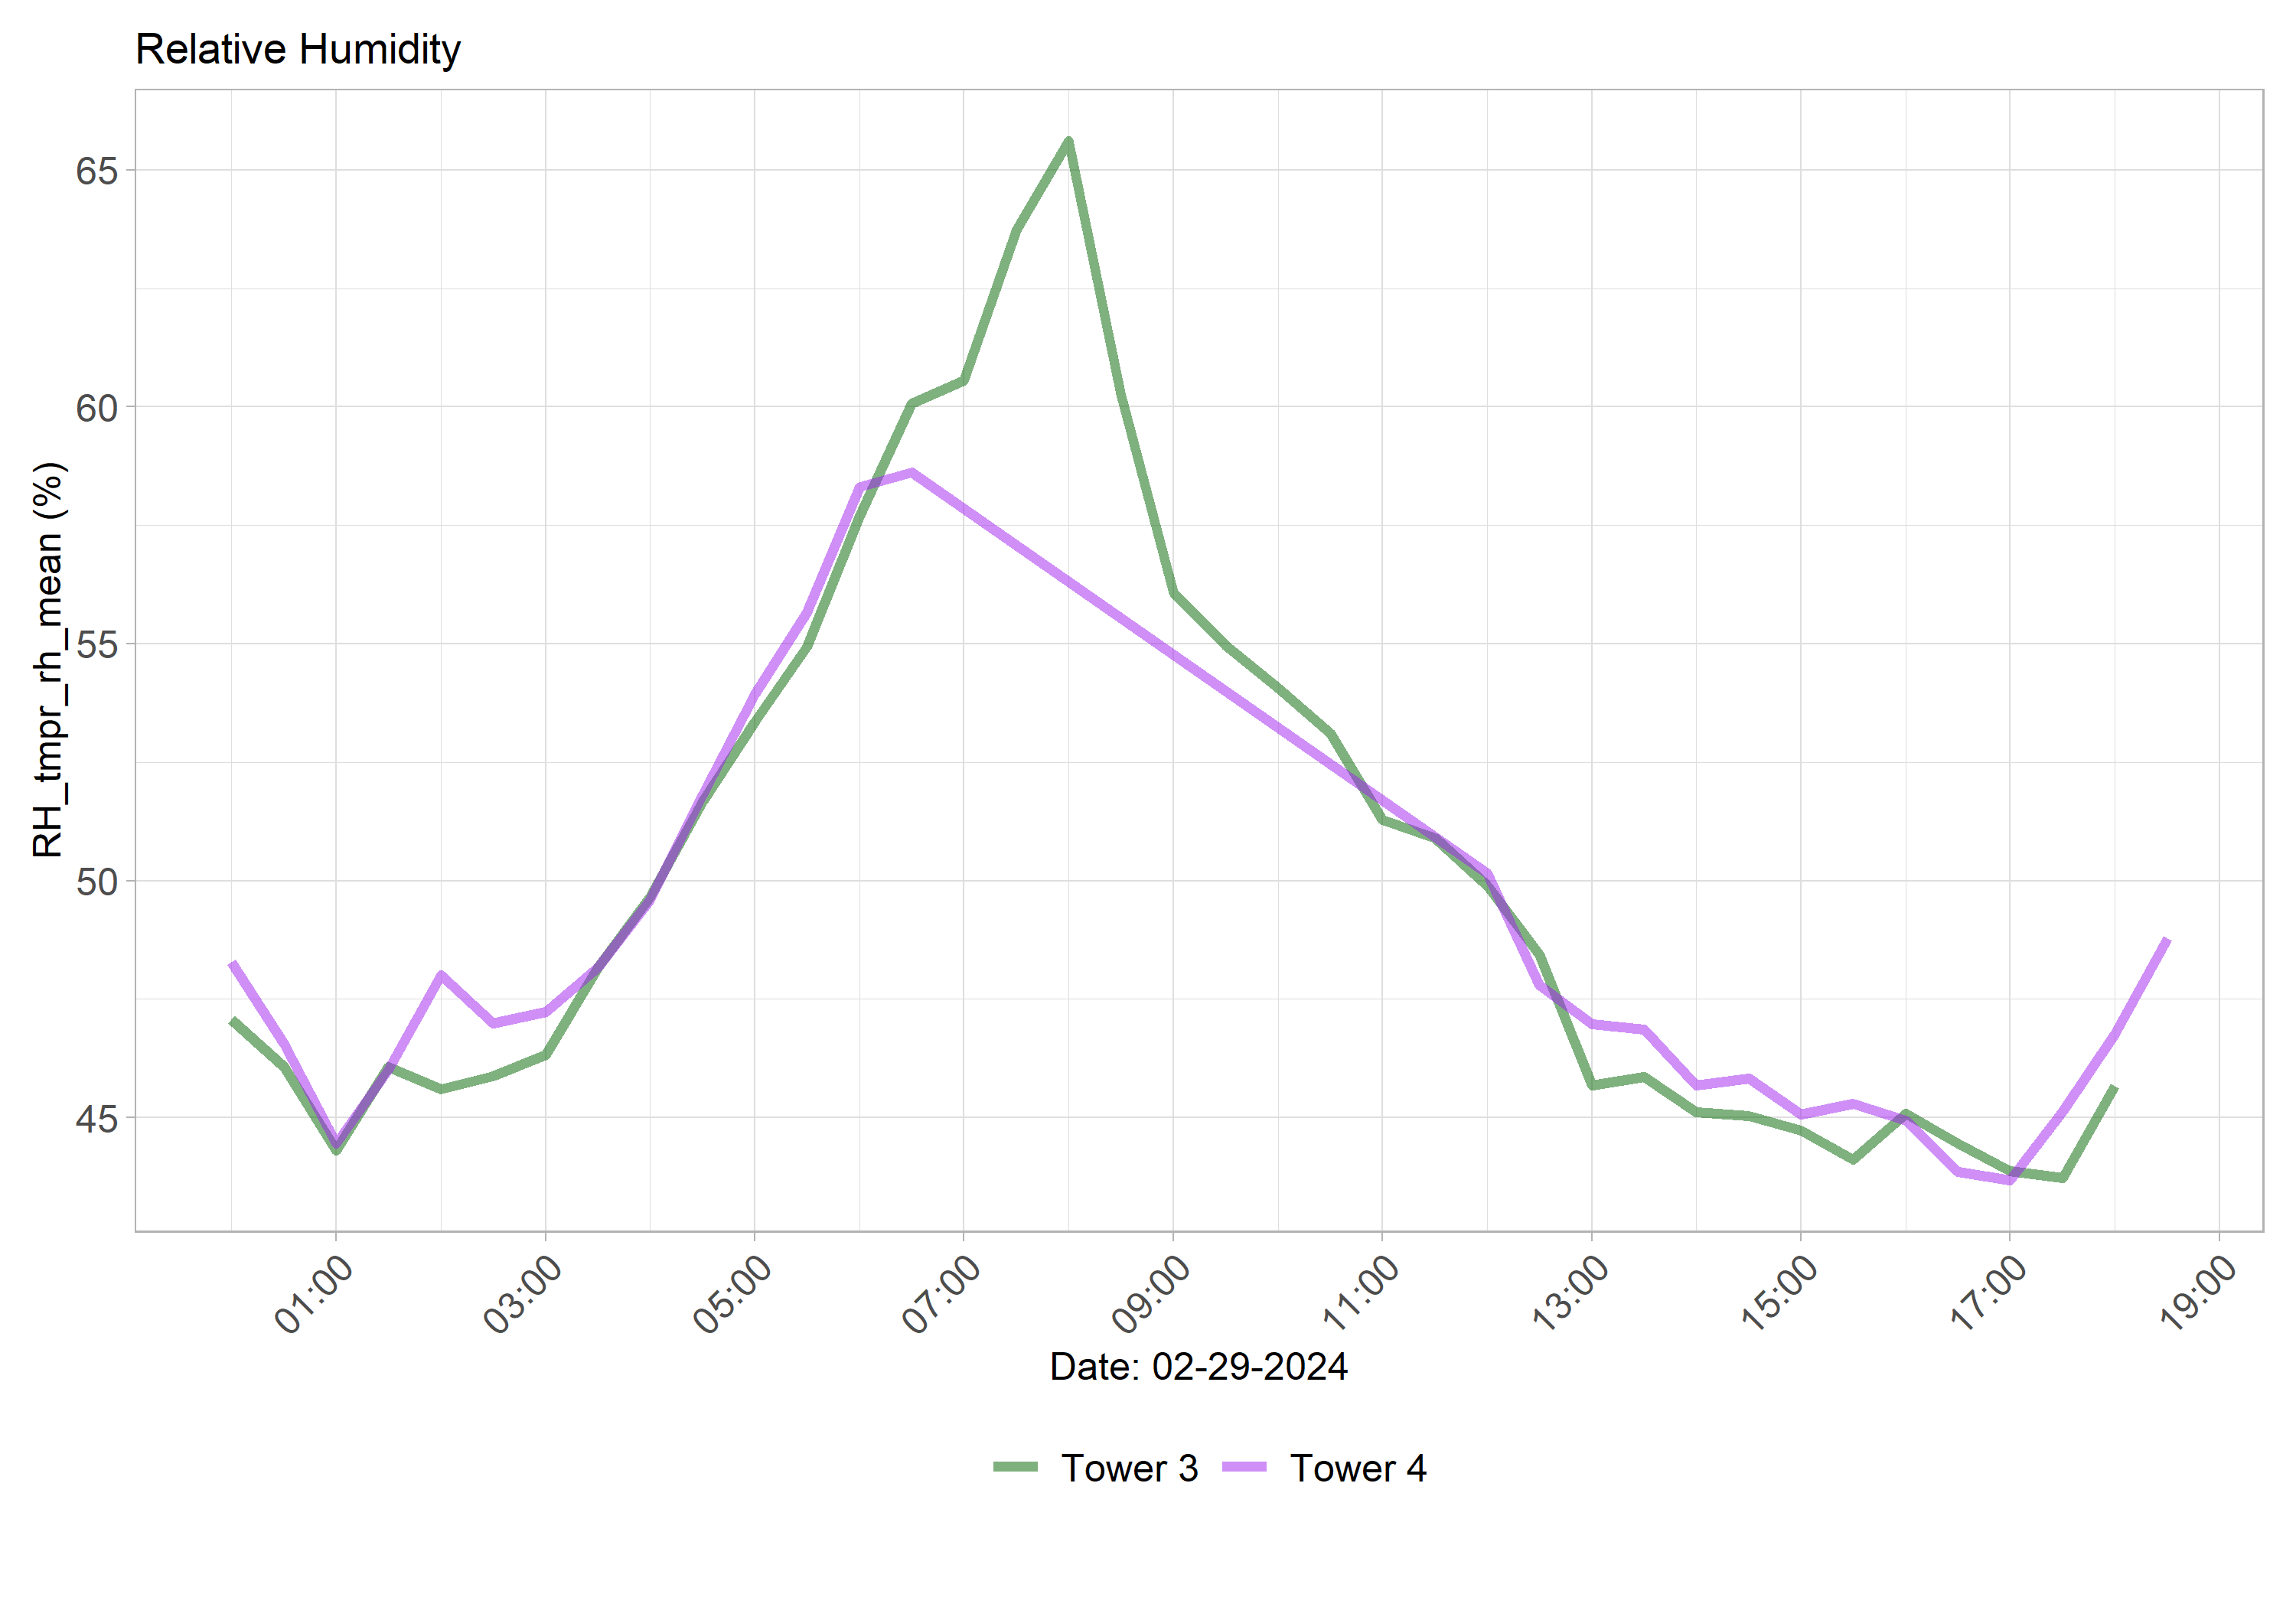 Relative Humidity
RH_tmpr_rh_mean (%)
65
60
55
50
45
01:00 03:00 05:00 07:00 09:00 11:00 13:00 15:00 17:00 19:00
Date: 02-29-2024
Tower 3 Tower 4